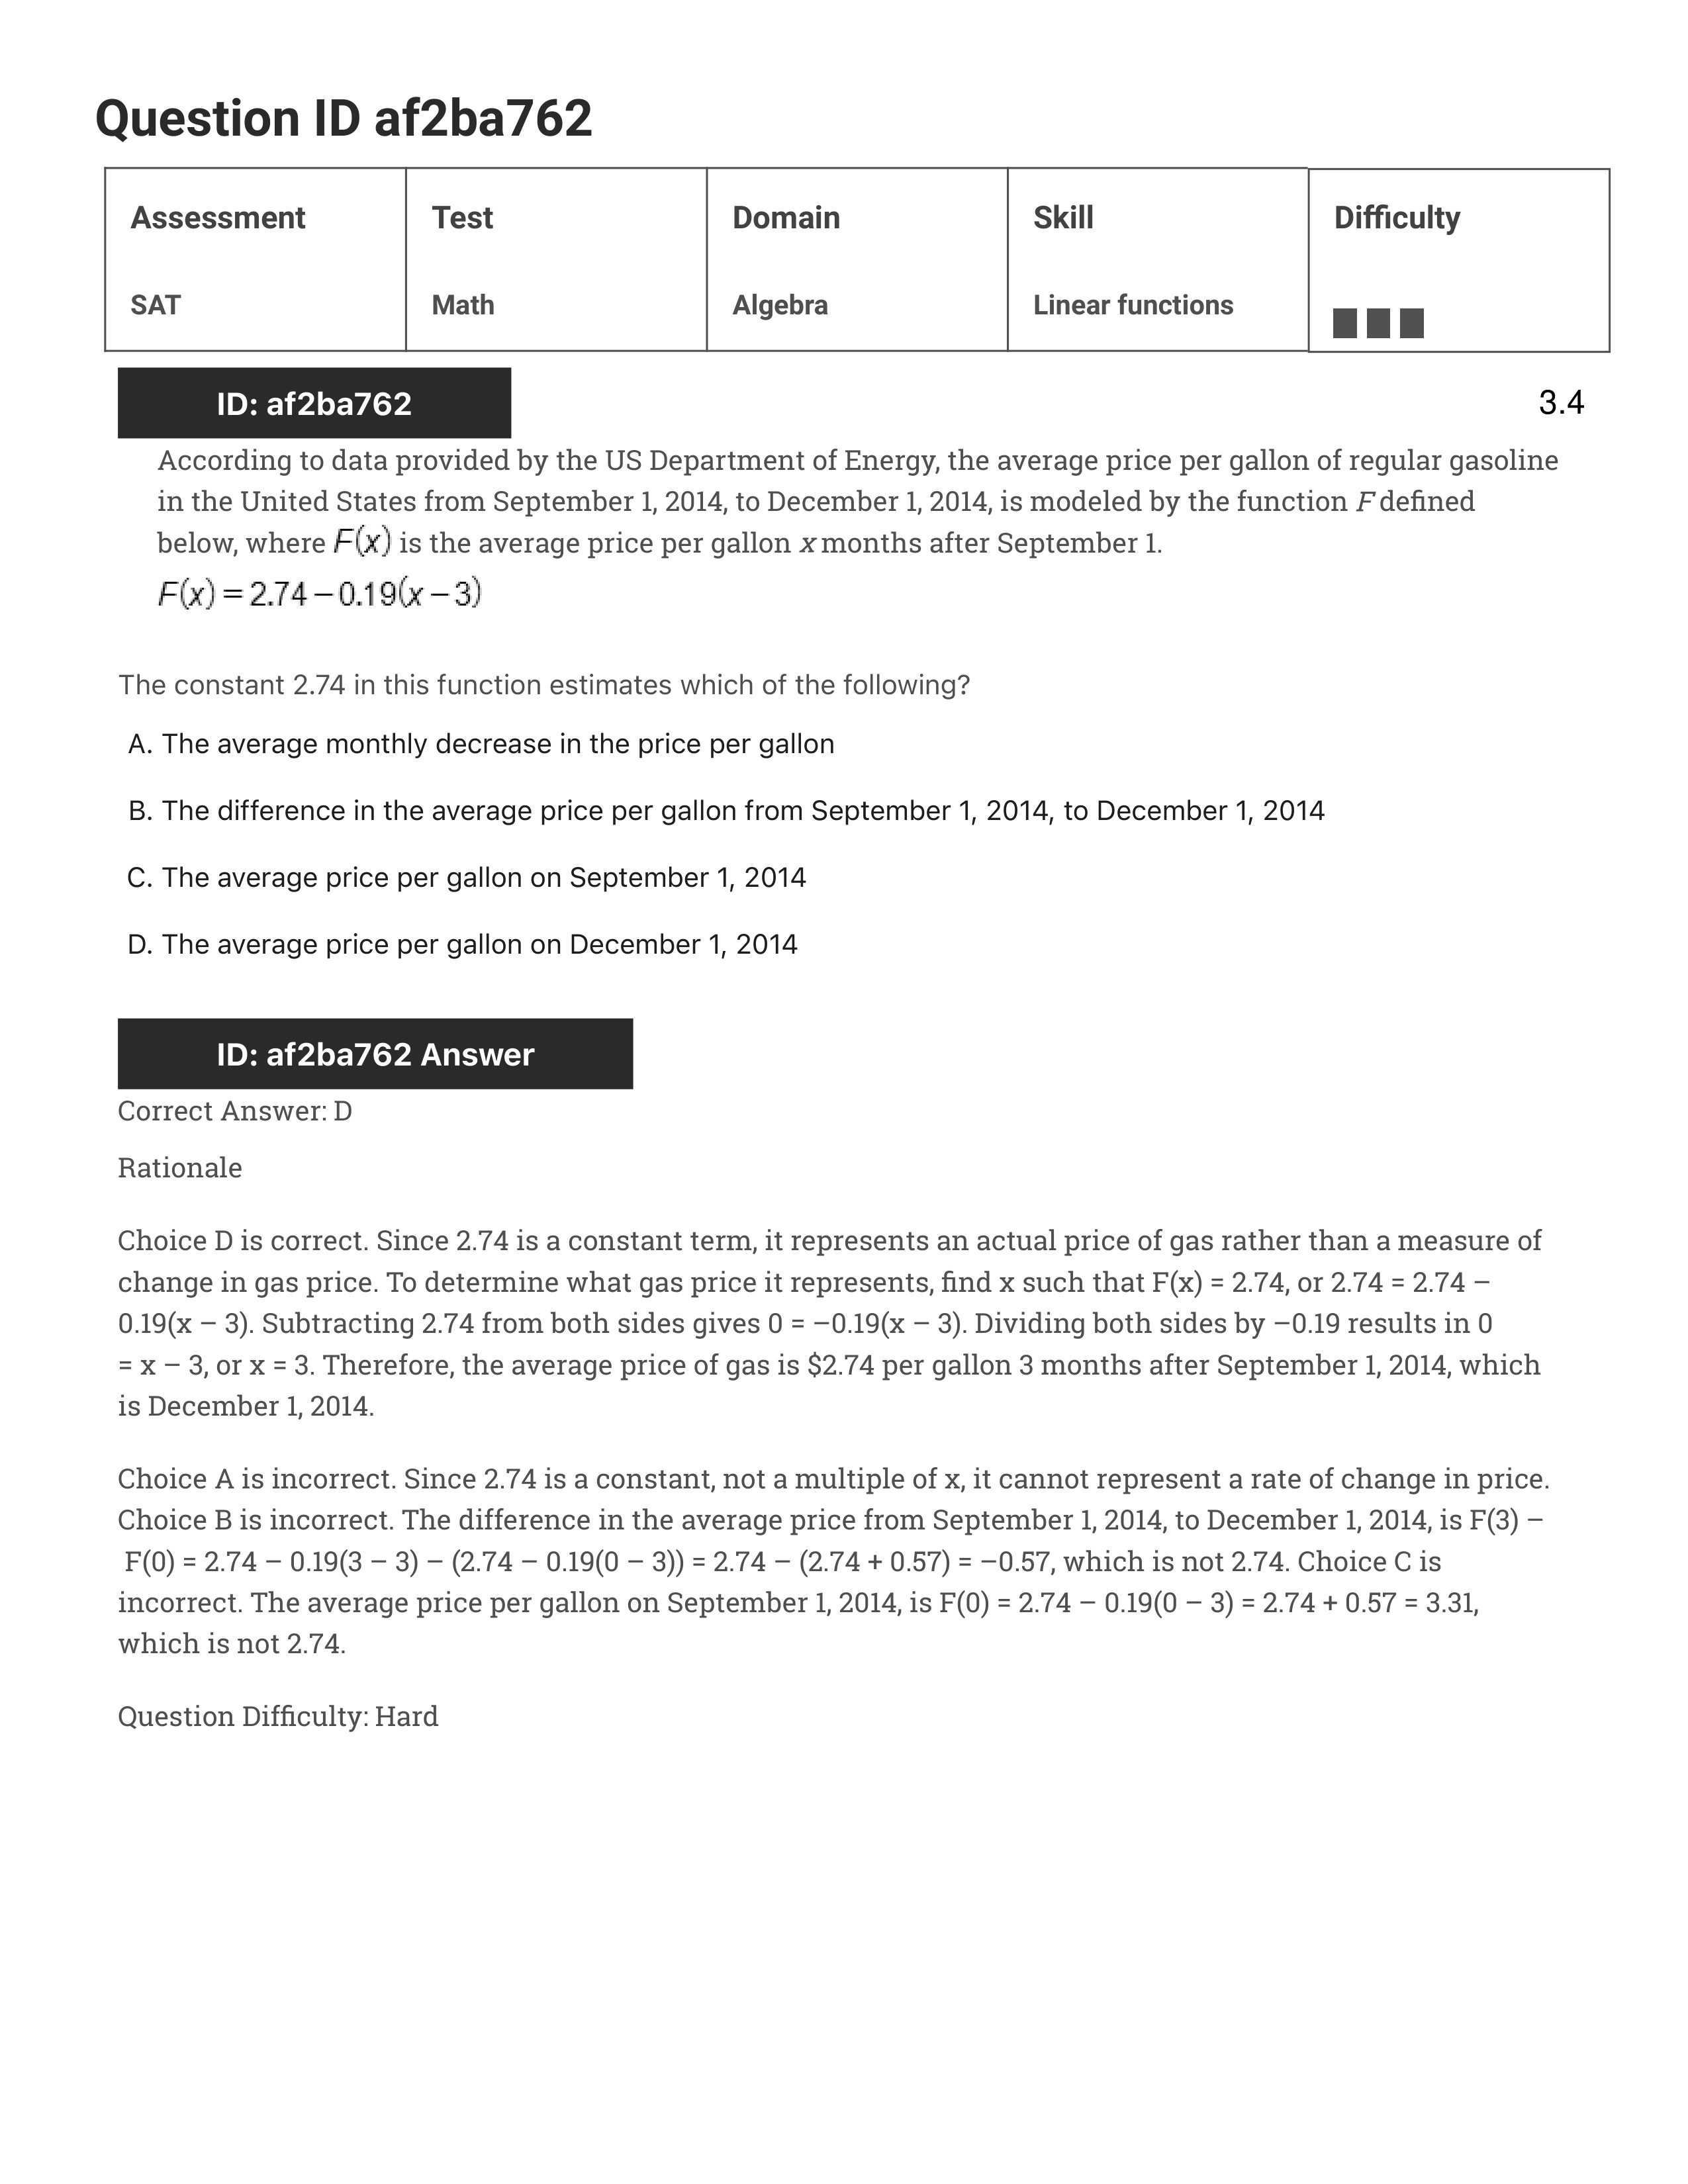 Question ID af2ba762
Assessment Test Domain Skill Difficulty
SAT Math Algebra Linear functions
ID: af2ba762 3.4
According to data provided by the US Department of Energy, the average price per gallon of regular gasoline
in the United States from September 1, 2014, to December 1, 2014, is modeled by the function F defined
below, where F(x) is the average price per gallon x months after September 1.
F(x) = 2.74 – 0.19(x – 3)
The constant 2.74 in this function estimates which of the following?
A. The average monthly decrease in the price per gallon
B. The difference in the average price per gallon from September 1, 2014, to December 1, 2014
C. The average price per gallon on September 1, 2014
D. The average price per gallon on December 1, 2014
ID: af2ba762 Answer
Correct Answer: D
Rationale
Choice D is correct. Since 2.74 is a constant term, it represents an actual price of gas rather than a measure of
change in gas price. To determine what gas price it represents, find x such that F(x) = 2.74, or 2.74 = 2.74 –
0.19(x – 3). Subtracting 2.74 from both sides gives 0 = –0.19(x – 3). Dividing both sides by –0.19 results in 0
= x – 3, or x = 3. Therefore, the average price of gas is $2.74 per gallon 3 months after September 1, 2014, which
is December 1, 2014.
Choice A is incorrect. Since 2.74 is a constant, not a multiple of x, it cannot represent a rate of change in price.
Choice B is incorrect. The difference in the average price from September 1, 2014, to December 1, 2014, is F(3) –
F(0) = 2.74 – 0.19(3 – 3) – (2.74 – 0.19(0 – 3)) = 2.74 – (2.74 + 0.57) = –0.57, which is not 2.74. Choice C is
incorrect. The average price per gallon on September 1, 2014, is F(0) = 2.74 – 0.19(0 – 3) = 2.74 + 0.57 = 3.31,
which is not 2.74.
Question Difficulty: Hard